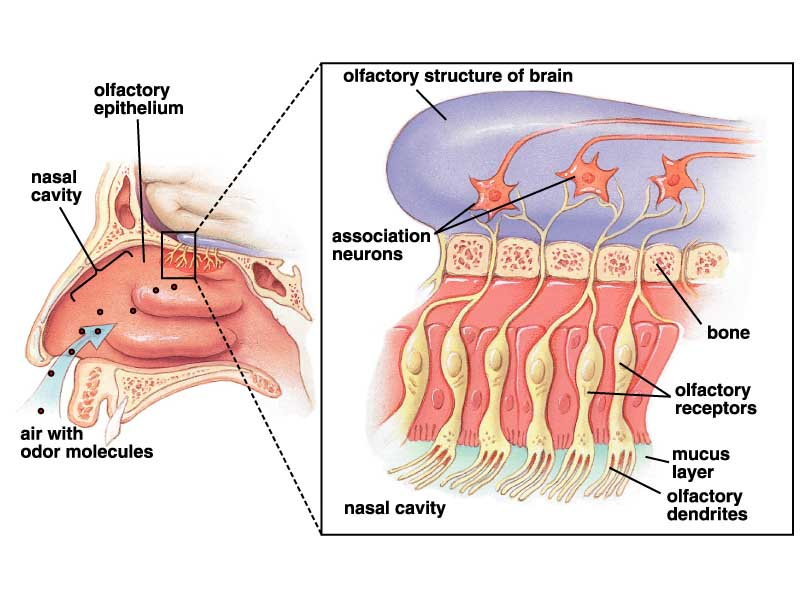 olfactory
epithelium
nasal
cavity
air with
odor molecules
olfactory structure of brain
association
neurons
bone
olfactory
receptors
mucus
layer
olfactory
dendrites
nasal cavity